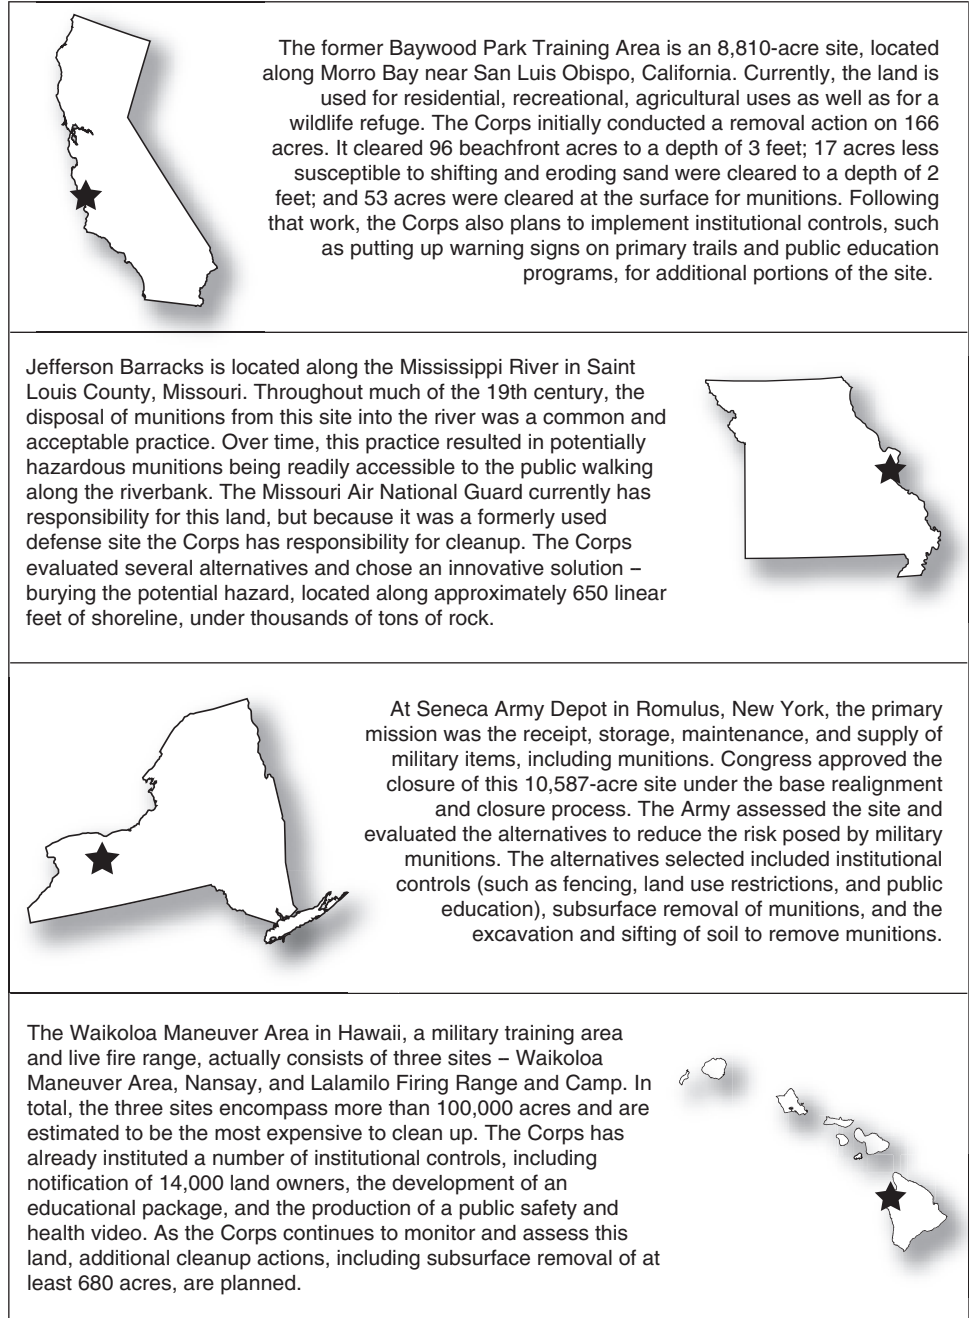 The former Baywood Park Training Area is an 8,810-acre site, located
along Morro Bay near San Luis Obispo, California. Currently, the land is
used for residential, recreational, agricultural uses as well as for a
wildlife refuge. The Corps initially conducted a removal action on 166
acres. It cleared 96 beachfront acres to a depth of 3 feet; 17 acres less
susceptible to shifting and eroding sand were cleared to a depth of 2
feet; and 53 acres were cleared at the surface for munitions. Following
that work, the Corps also plans to implement institutional controls, such
as putting up warning signs on primary trails and public education
programs, for additional portions of the site.
Jefferson Barracks is located along the Mississippi River in Saint
Louis County, Missouri. Throughout much of the 19th century, the
disposal of munitions from this site into the river was a common and
acceptable practice. Over time, this practice resulted in potentially
hazardous munitions being readily accessible to the public walking
along the riverbank. The Missouri Air National Guard currently has
responsibility for this land, but because it was a formerly used
defense site the Corps has responsibility for cleanup. The Corps
evaluated several alternatives and chose an innovative solution –
burying the potential hazard, located along approximately 650 linear
feet of shoreline, under thousands of tons of rock.
At Seneca Army Depot in Romulus, New York, the primary
mission was the receipt, storage, maintenance, and supply of
military items, including munitions. Congress approved the
closure of this 10,587-acre site under the base realignment
and closure process. The Army assessed the site and
evaluated the alternatives to reduce the risk posed by military
munitions. The alternatives selected included institutional
controls (such as fencing, land use restrictions, and public
education), subsurface removal of munitions, and the
excavation and sifting of soil to remove munitions.
The Waikoloa Maneuver Area in Hawaii, a military training area
and live fire range, actually consists of three sites – Waikoloa
Maneuver Area, Nansay, and Lalamilo Firing Range and Camp. In
total, the three sites encompass more than 100,000 acres and are
estimated to be the most expensive to clean up. The Corps has
already instituted a number of institutional controls, including
notification of 14,000 land owners, the development of an
educational package, and the production of a public safety and
health video. As the Corps continues to monitor and assess this
land, additional cleanup actions, including subsurface removal of at
least 680 acres, are planned.